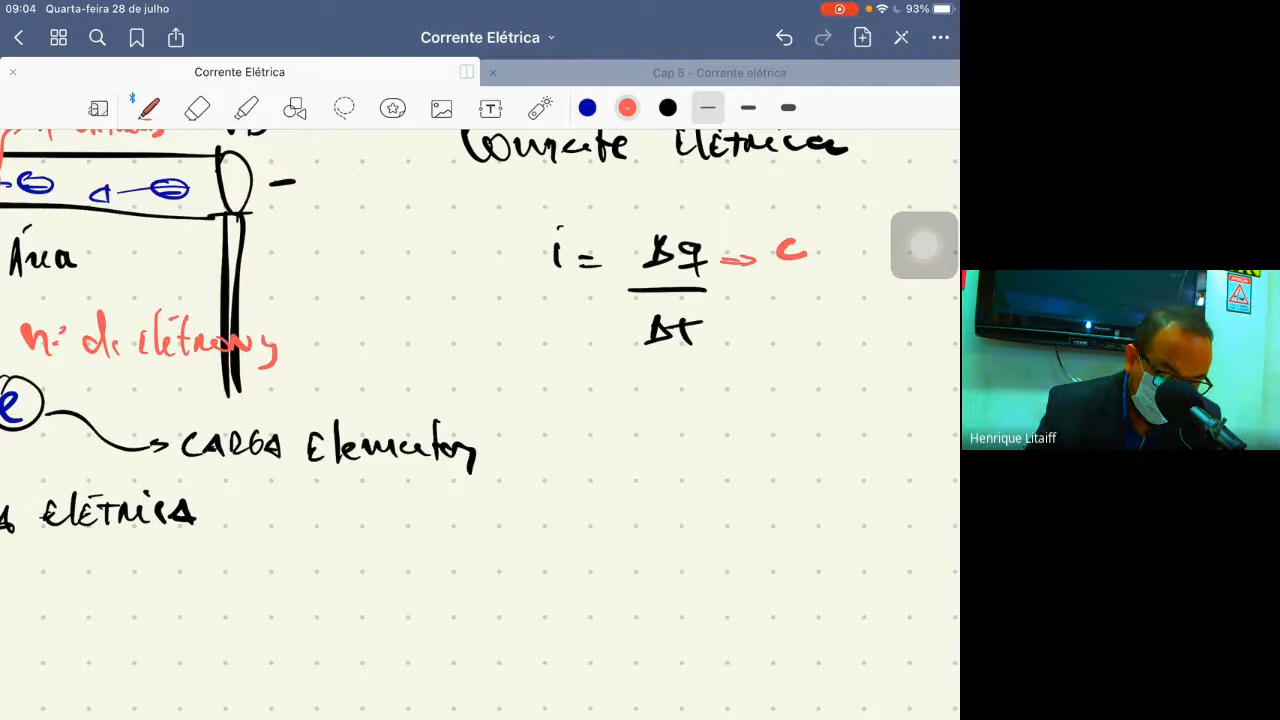 09:04 Quarta-feira 28 de julho
93%
Corrente Elétrica
Corrente Elétrica
Cap 5 - Corrente elétrica
T
Corrente Elétrica
-
Área
i = Δq ⇒ C
Δt
nº de elétrons
e → CARGA Elementar
ELÉTRICA
Henrique Litaiff